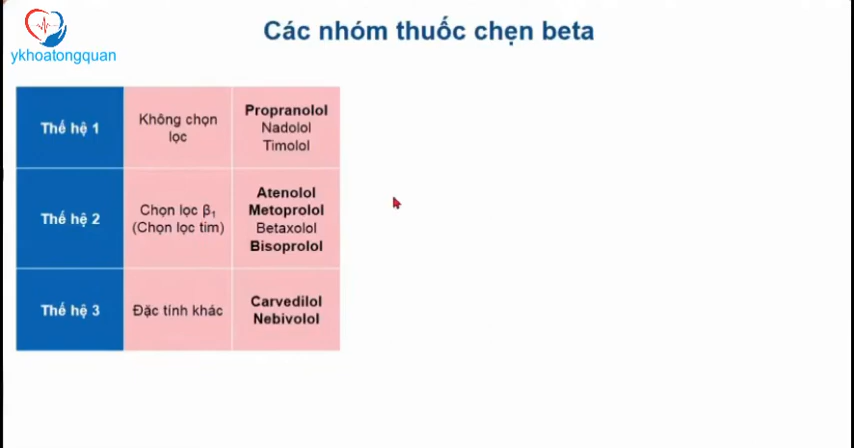 ykhoatongquan
Các nhóm thuốc chẹn beta
Thế hệ 1
Không chọn
lọc
Propranolol
Nadolol
Timolol
Thế hệ 2
Chọn lọc β₁
(Chọn lọc tim)
Atenolol
Metoprolol
Betaxolol
Bisoprolol
Thế hệ 3
Đặc tính khác
Carvedilol
Nebivolol